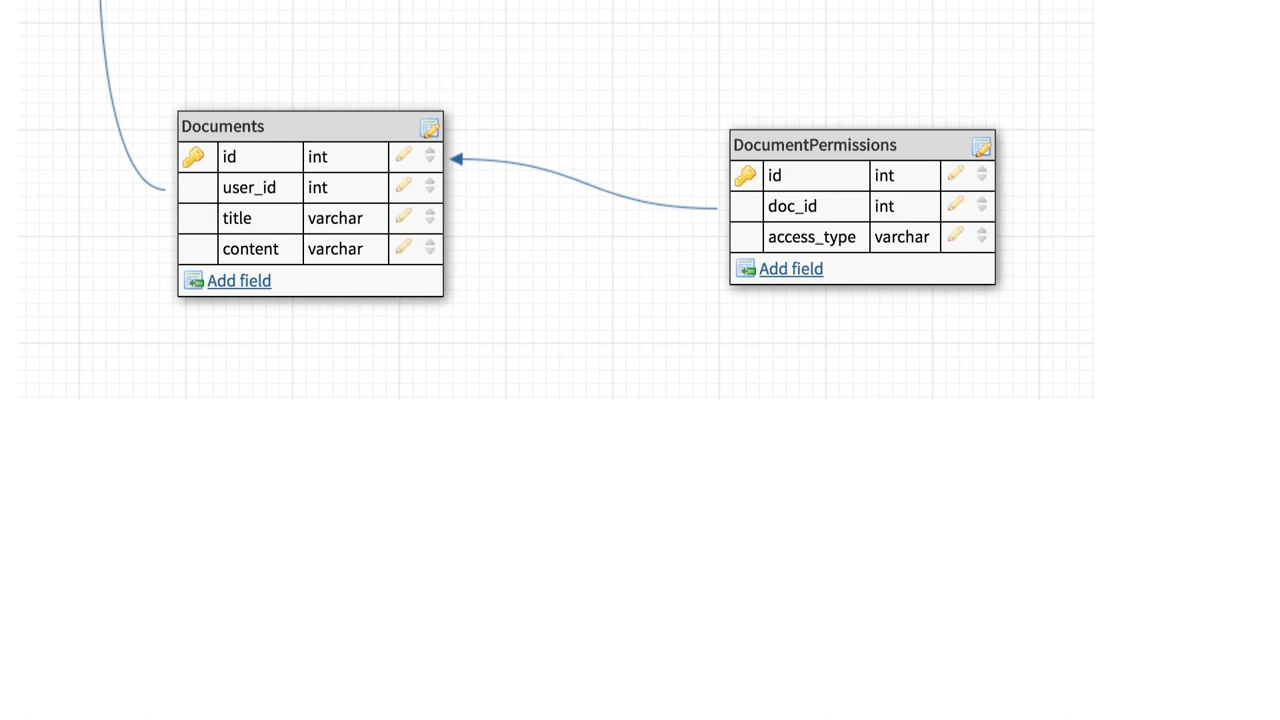 Documents
id int
user_id int
title varchar
content varchar
Add field
DocumentPermissions
id int
doc_id int
access_type varchar
Add field